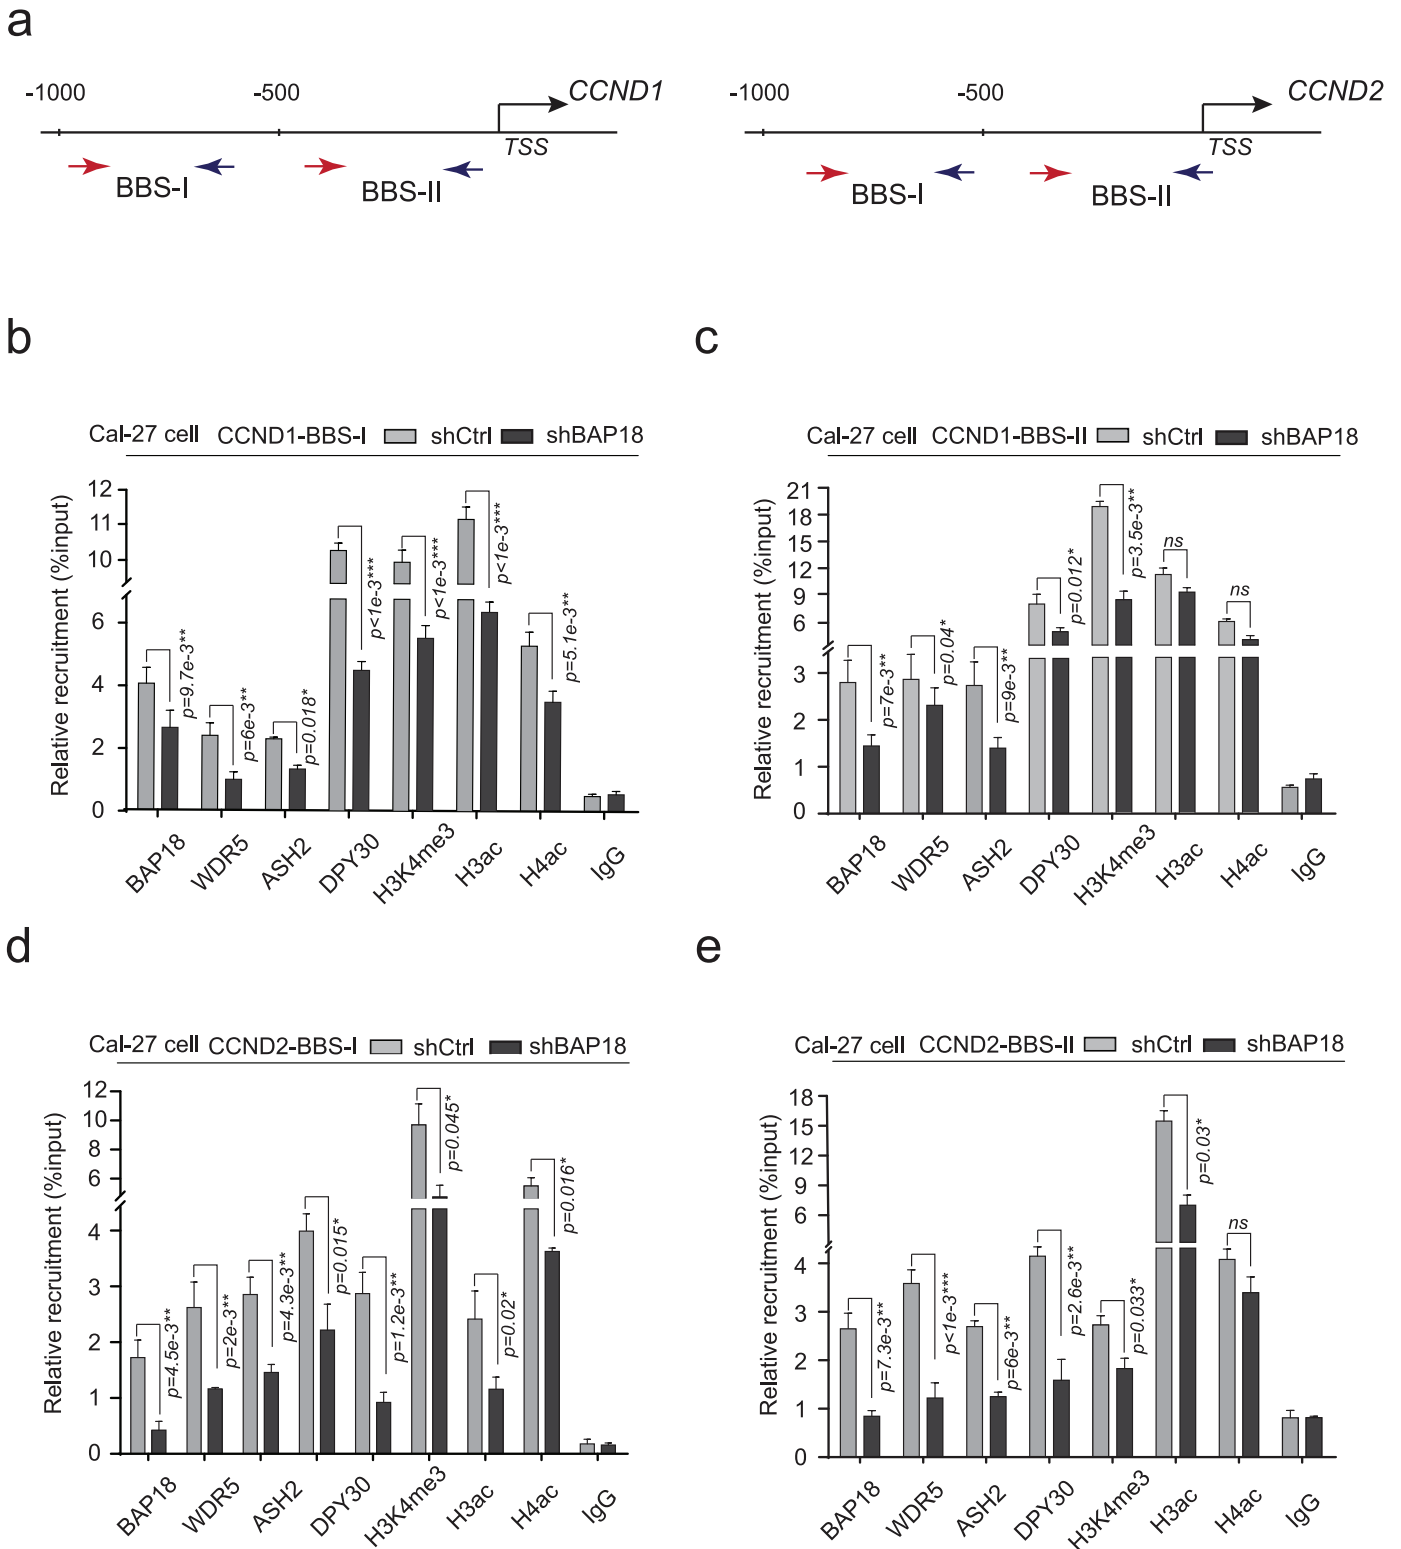 a
-1000 -500 CCND1
TSS
BBS-I BBS-II
-1000 -500 CCND2
TSS
BBS-I BBS-II
b
Cal-27 cell CCND1-BBS-I shCtrl shBAP18
Relative recruitment (%input)
12
11
10
6
4
2
0
p=9.7e-3**
p=6e-3**
p=0.018*
p<1e-3***
p<1e-3***
p<1e-3***
p=5.1e-3**
BAP18 WDR5 ASH2 DPY30 H3K4me3 H3ac H4ac IgG
c
Cal-27 cell CCND1-BBS-II shCtrl shBAP18
Relative recruitment (%input)
21
18
15
12
9
6
3
2
1
0
p=7e-3**
p=0.04*
p=9e-3**
p=0.012*
p=3.5e-3**
ns
ns
BAP18 WDR5 ASH2 DPY30 H3K4me3 H3ac H4ac IgG
d
Cal-27 cell CCND2-BBS-I shCtrl shBAP18
Relative recruitment (%input)
12
10
8
6
4
3
2
1
0
p=4.5e-3**
p=2e-3**
p=4.3e-3**
p=0.015*
p=1.2e-3**
p=0.045*
p=0.02*
p=0.016*
BAP18 WDR5 ASH2 DPY30 H3K4me3 H3ac H4ac IgG
e
Cal-27 cell CCND2-BBS-II shCtrl shBAP18
Relative recruitment (%input)
18
15
12
9
6
4
3
2
1
0
p=7.3e-3**
p<1e-3***
p=6e-3**
p=2.6e-3**
p=0.033*
p=0.03*
ns
BAP18 WDR5 ASH2 DPY30 H3K4me3 H3ac H4ac IgG